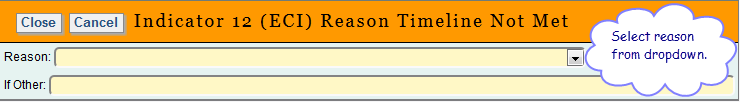 Close Cancel Indicator 12 (ECI) Reason Timeline Not Met
Select reason
from dropdown.
Reason:
If Other: